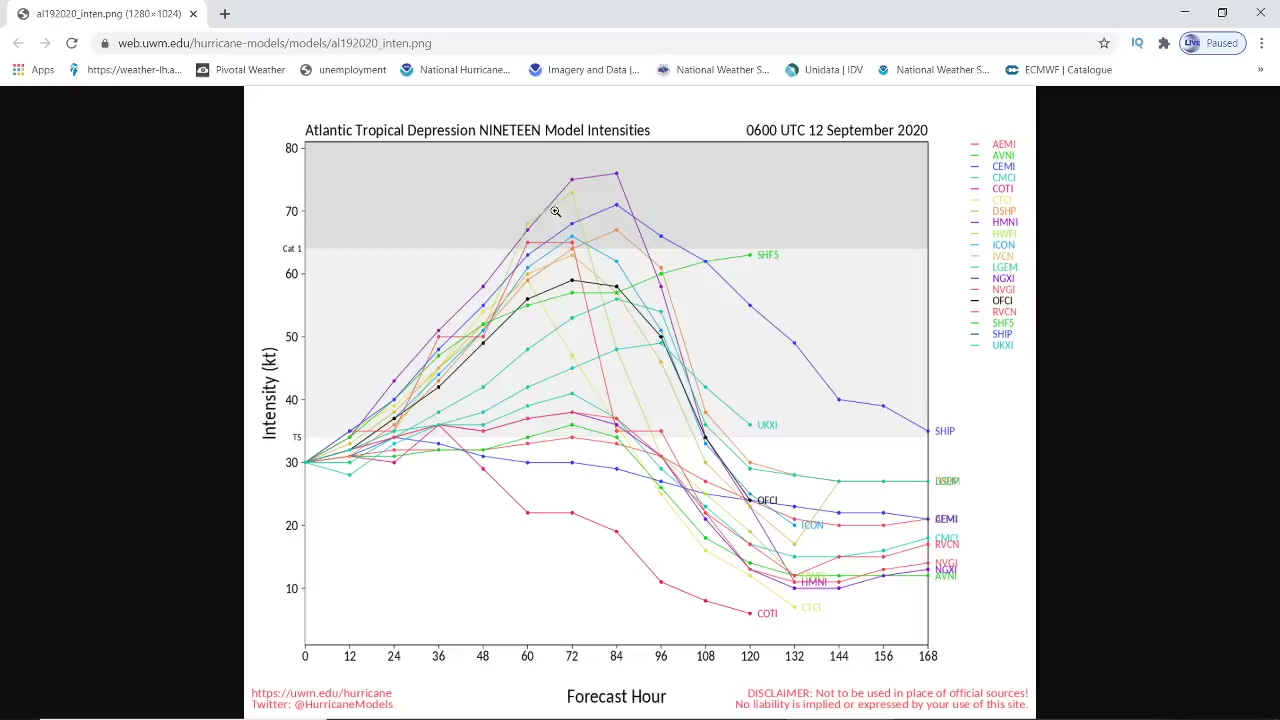 al192020_inten.png (1280×1024)
web.uwm.edu/hurricane-models/models/al192020_inten.png
IQ
LIVE
Paused
Apps
https://weather-lh.a...
Pivotal Weather
unemployment
National Hurricane...
Imagery and Data |...
National Weather S...
Unidata | IDV
National Weather S...
ECMWF | Catalogue
»
Atlantic Tropical Depression NINETEEN Model Intensities
0600 UTC 12 September 2020
80
70
Cat 1
60
50
40
TS
30
20
10
Intensity (kt)
SHF5
UKXI
SHIP
OFCI
ICON
HMNI
CTCI
COTI
CMCI
RVCN
NVGI
NGXI
AVNI
AEMI
AVNI
CEMI
CMCI
COTI
CTCI
DSHP
HMNI
HWFI
ICON
IVCN
LGEM
NGXI
NVGI
OFCI
RVCN
SHF5
SHIP
UKXI
0 12 24 36 48 60 72 84 96 108 120 132 144 156 168
Forecast Hour
https://uwm.edu/hurricane
Twitter: @HurricaneModels
DISCLAIMER: Not to be used in place of official sources!
No liability is implied or expressed by your use of this site.